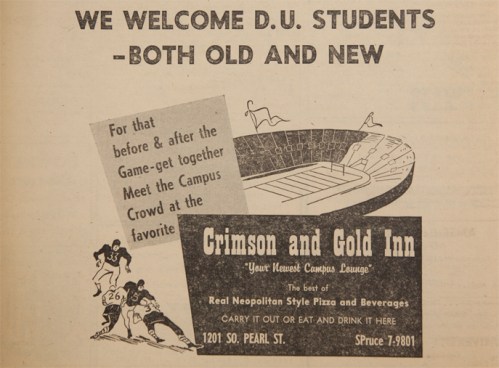 WE WELCOME D.U. STUDENTS
-BOTH OLD AND NEW
For that
before & after the
Game-get together
Meet the Campus
Crowd at the
favorite
Crimson and Gold Inn
"Your Newest Campus Lounge"
The best of
Real Neopolitan Style Pizza and Beverages
CARRY IT OUT OR EAT AND DRINK IT HERE
1201 SO. PEARL ST. SPruce 7-9801
33
26
3